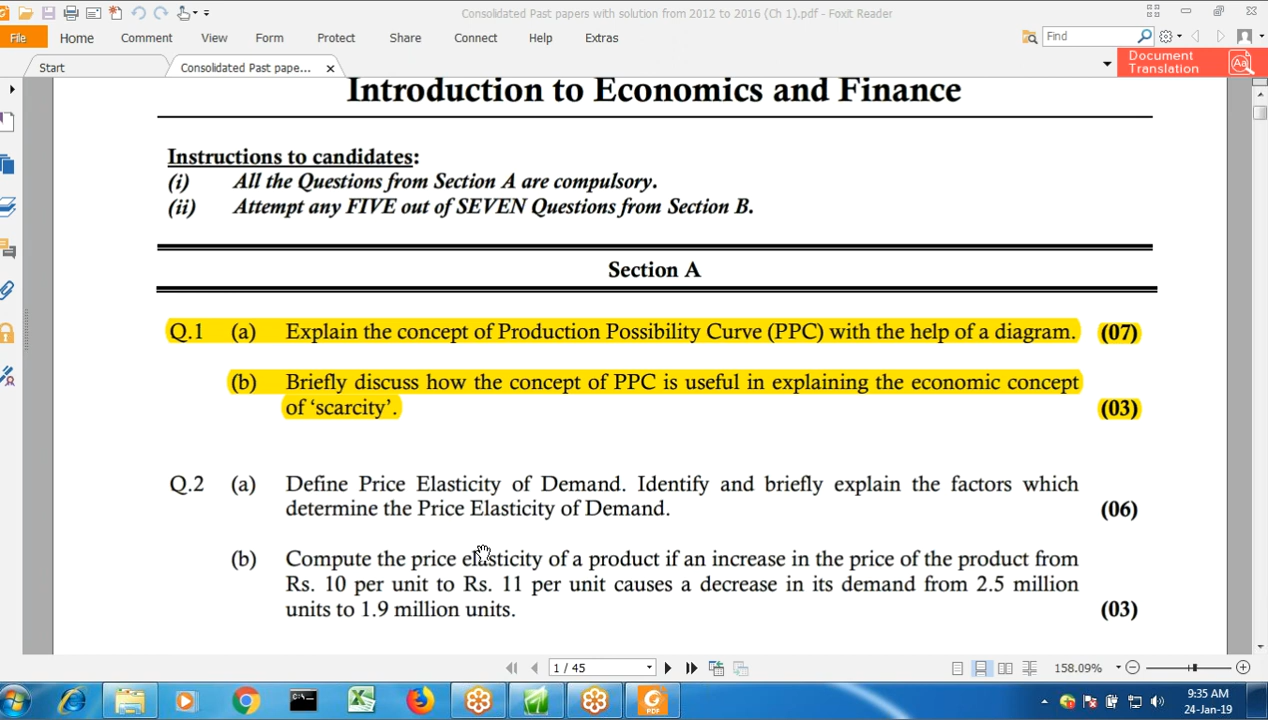 Consolidated Past papers with solution from 2012 to 2016 (Ch 1).pdf - Foxit Reader
File Home Comment View Form Protect Share Connect Help Extras Find
Start Consolidated Past pape... Document
Translation
Introduction to Economics and Finance
Instructions to candidates:
(i) All the Questions from Section A are compulsory.
(ii) Attempt any FIVE out of SEVEN Questions from Section B.
Section A
Q.1 (a) Explain the concept of Production Possibility Curve (PPC) with the help of a diagram. (07)
(b) Briefly discuss how the concept of PPC is useful in explaining the economic concept
of ‘scarcity’. (03)
Q.2 (a) Define Price Elasticity of Demand. Identify and briefly explain the factors which
determine the Price Elasticity of Demand. (06)
(b) Compute the price elasticity of a product if an increase in the price of the product from
Rs. 10 per unit to Rs. 11 per unit causes a decrease in its demand from 2.5 million
units to 1.9 million units. (03)
1 / 45 158.09%
PDF
9:35 AM
24-Jan-19